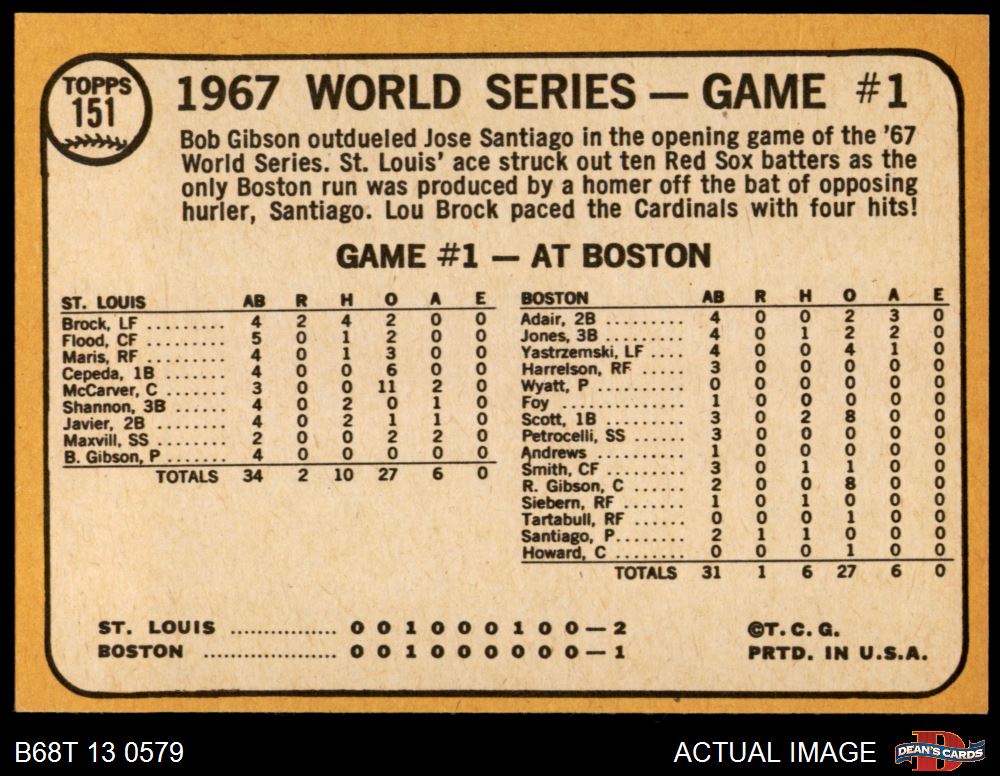 TOPPS
151
1967 WORLD SERIES — GAME #1
Bob Gibson outdueled Jose Santiago in the opening game of the '67
World Series. St. Louis' ace struck out ten Red Sox batters as the
only Boston run was produced by a homer off the bat of opposing
hurler, Santiago. Lou Brock paced the Cardinals with four hits!
GAME #1 — AT BOSTON
ST. LOUIS AB R H O A E
Brock, LF ......... 4 2 4 2 0 0
Flood, CF ......... 5 0 1 2 0 0
Maris, RF ......... 4 0 1 3 0 0
Cepeda, 1B ........ 4 0 0 6 0 0
McCarver, C ....... 3 0 0 11 2 0
Shannon, 3B ...... 4 0 2 0 1 0
Javier, 2B ........ 4 0 2 1 1 0
Maxvill, SS ....... 2 0 0 2 2 0
B. Gibson, P ...... 4 0 0 0 0 0
TOTALS 34 2 10 27 6 0
BOSTON AB R H O A E
Adair, 2B ......... 4 0 0 2 3 0
Jones, 3B ......... 4 0 1 2 2 0
Yastrzemski, LF .... 4 0 0 4 1 0
Harrelson, RF ..... 3 0 0 0 0 0
Wyatt, P .......... 0 0 0 0 0 0
Foy .............. 1 0 0 0 0 0
Scott, 1B ......... 3 0 2 8 0 0
Petrocelli, SS ...... 3 0 0 0 0 0
Andrews .......... 1 0 0 0 0 0
Smith, CF ......... 3 0 1 1 0 0
R. Gibson, C ...... 2 0 0 8 0 0
Siebern, RF ....... 1 0 1 0 0 0
Tartabull, RF ...... 0 0 0 1 0 0
Santiago, P........ 2 1 1 0 0 0
Howard, C ........ 0 0 0 1 0 0
TOTALS 31 1 6 27 6 0
ST. LOUIS ................ 0 0 1 0 0 0 1 0 0 — 2
BOSTON .................... 0 0 1 0 0 0 0 0 0 — 1
©T.C.G.
PRTD. IN U.S.A.
B68T 13 0579
ACTUAL IMAGE
D
DEAN'S CARDS